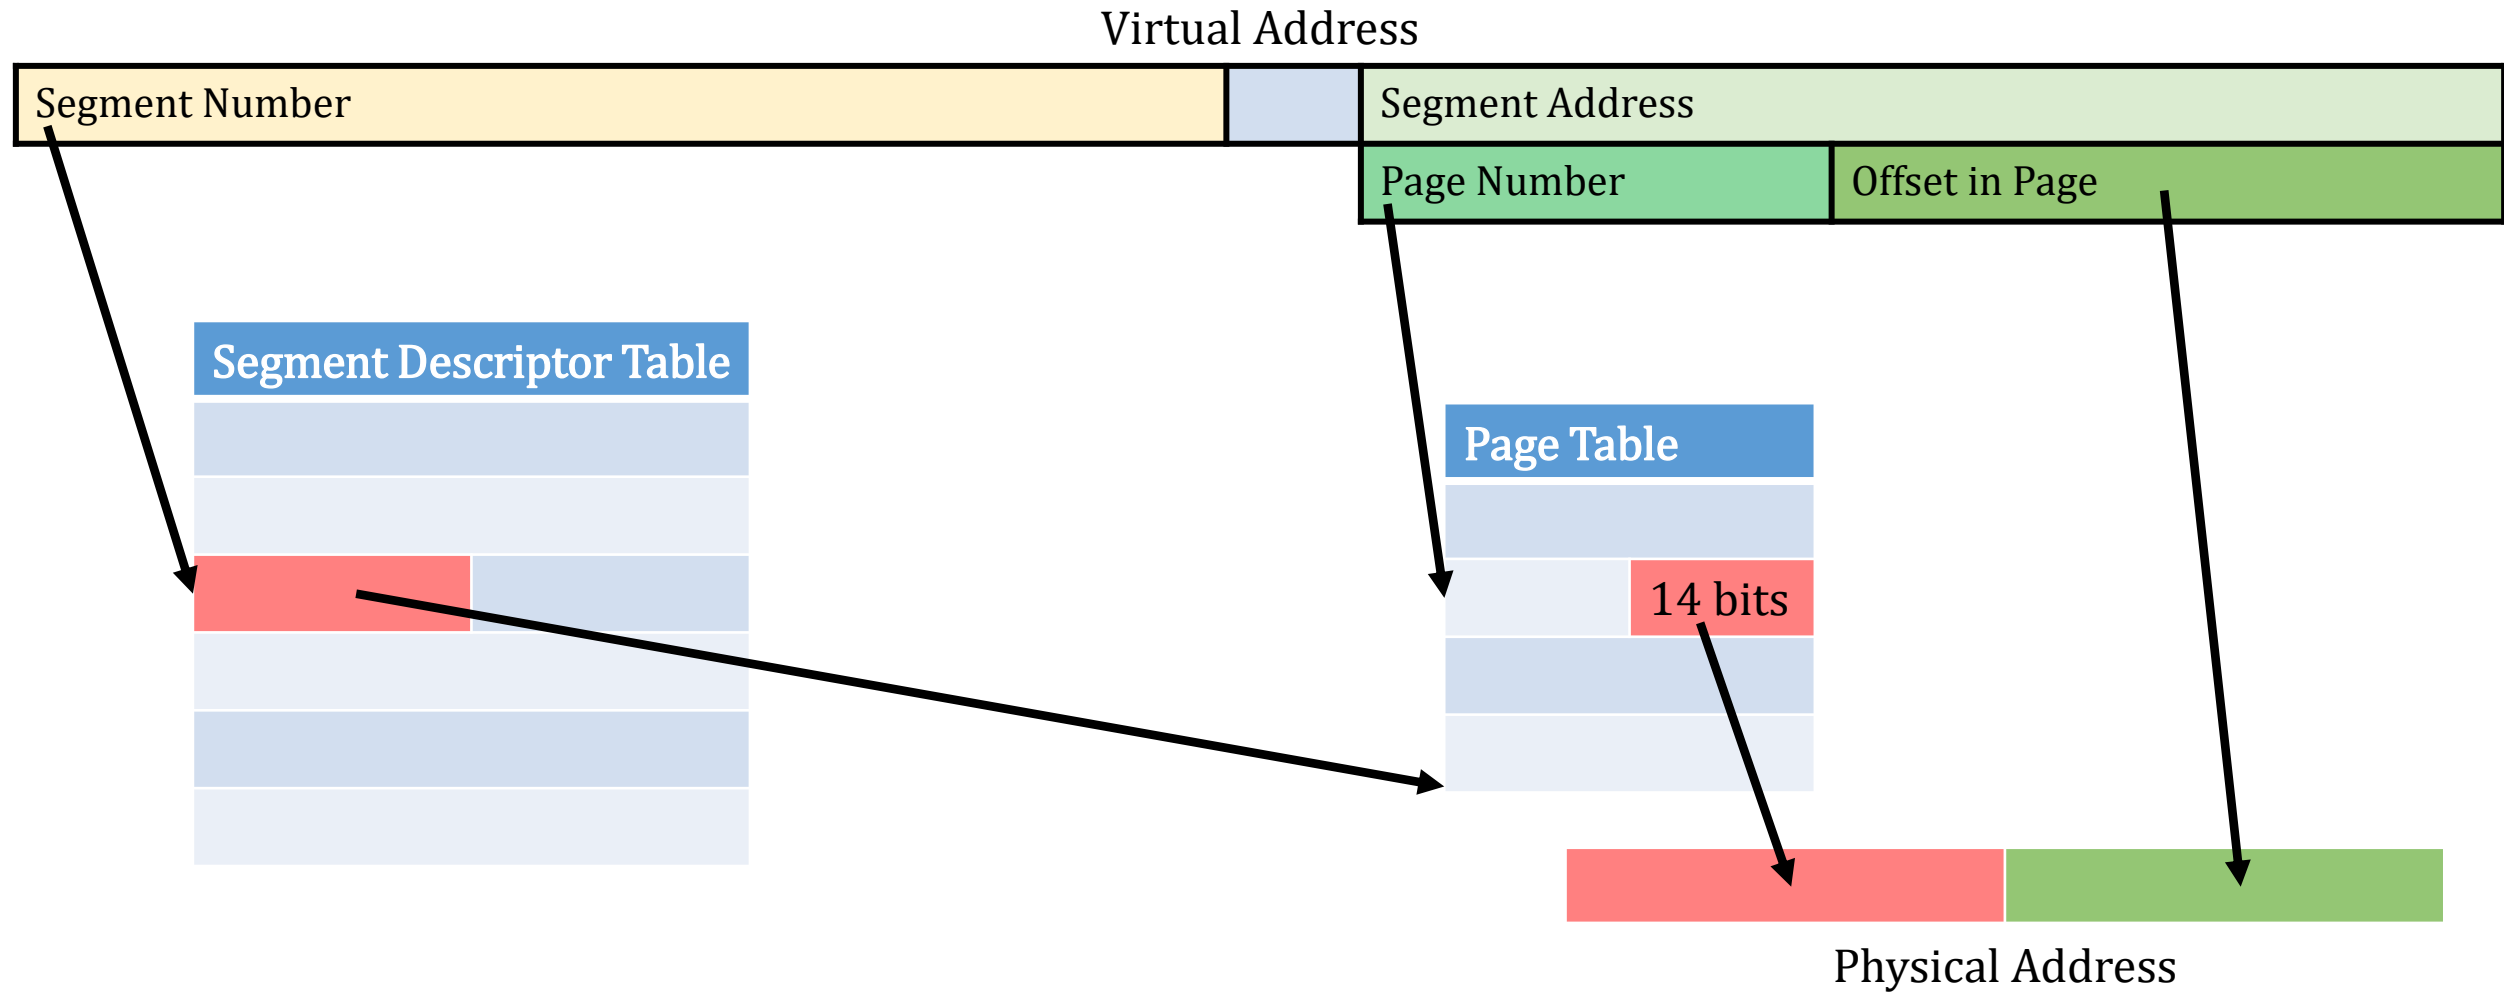 Virtual Address
Segment Number
Segment Address
Page Number
Offset in Page
Segment Descriptor Table
Page Table
14 bits
Physical Address